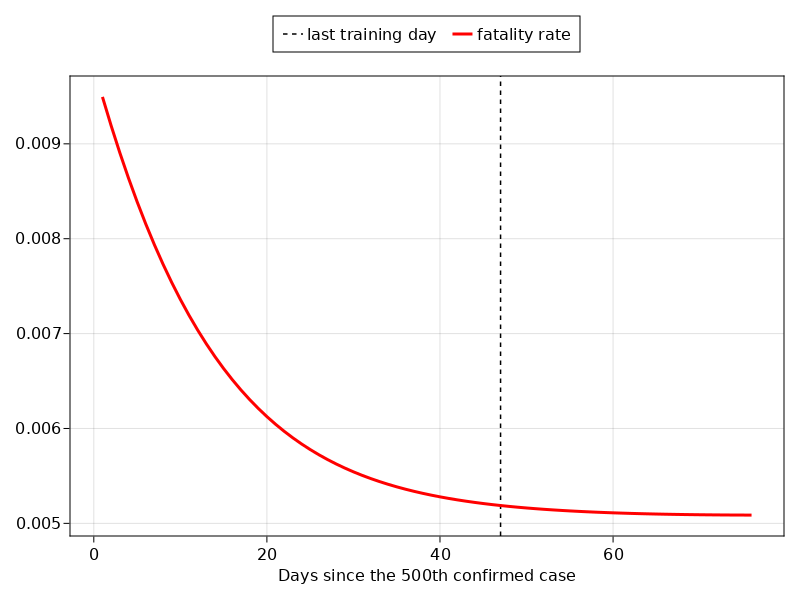 last training day fatality rate
0.009
0.008
0.007
0.006
0.005
0 20 40 60
Days since the 500th confirmed case